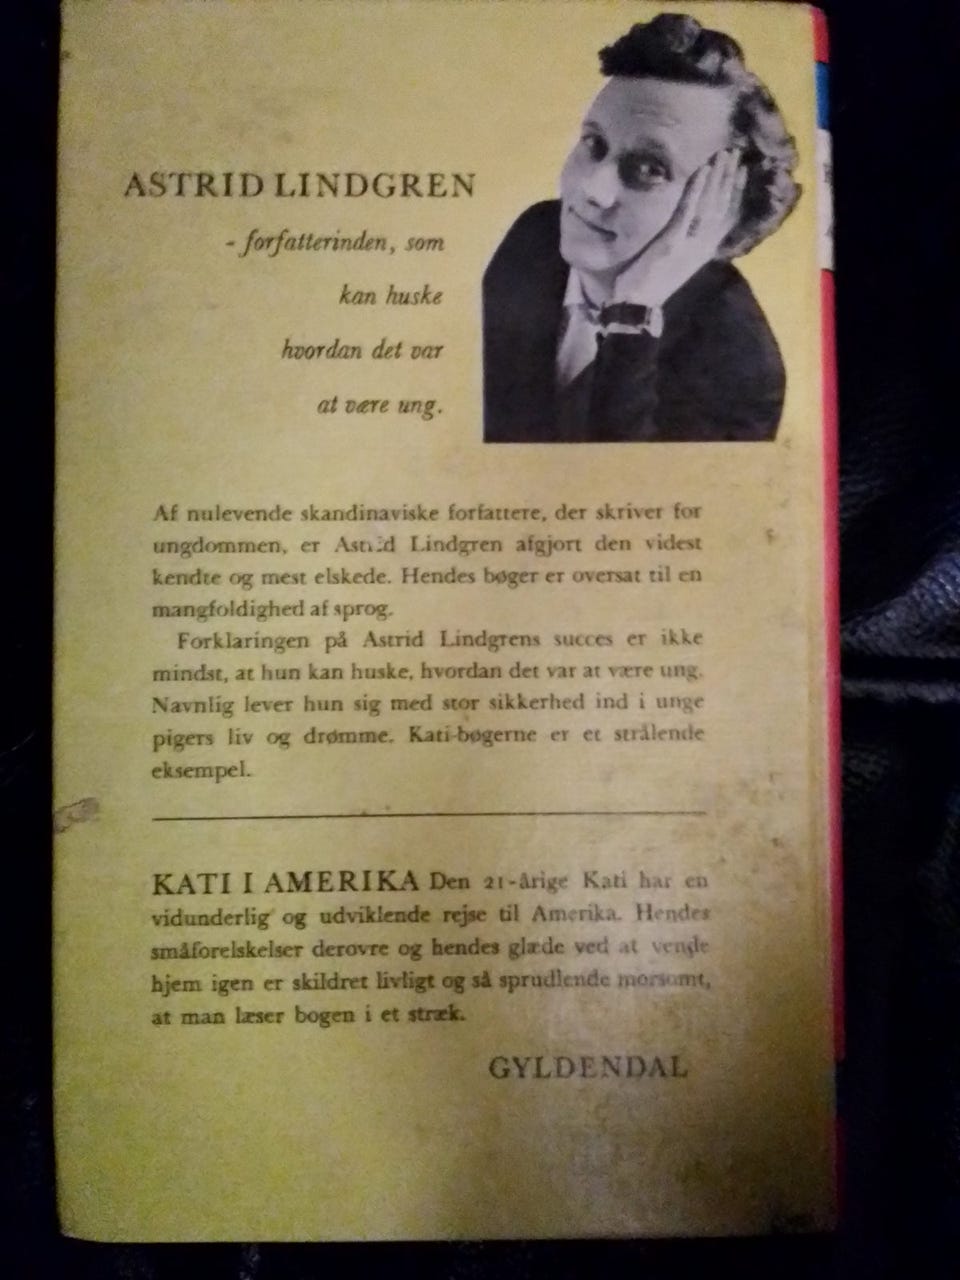 ASTRID LINDGREN
- forfatterinden, som
kan huske
hvordan det var
at være ung.
Af nulevende skandinaviske forfattere, der skriver for
ungdommen, er Astrid Lindgren afgjort den videst
kendte og mest elskede. Hendes bøger er oversat til en
mangfoldighed af sprog.
Forklaringen på Astrid Lindgrens succes er ikke
mindst, at hun kan huske, hvordan det var at være ung.
Navnlig lever hun sig med stor sikkerhed ind i unge
pigers liv og drømme. Kati-bøgerne er et strålende
eksempel.
KATI I AMERIKA Den 21-årige Kati har en
vidunderlig og udviklende rejse til Amerika. Hendes
småforelskelser derovre og hendes glæde ved at vende
hjem igen er skildret livligt og så sprudlende morsomt,
at man læser bogen i et stræk.
GYLDENDAL